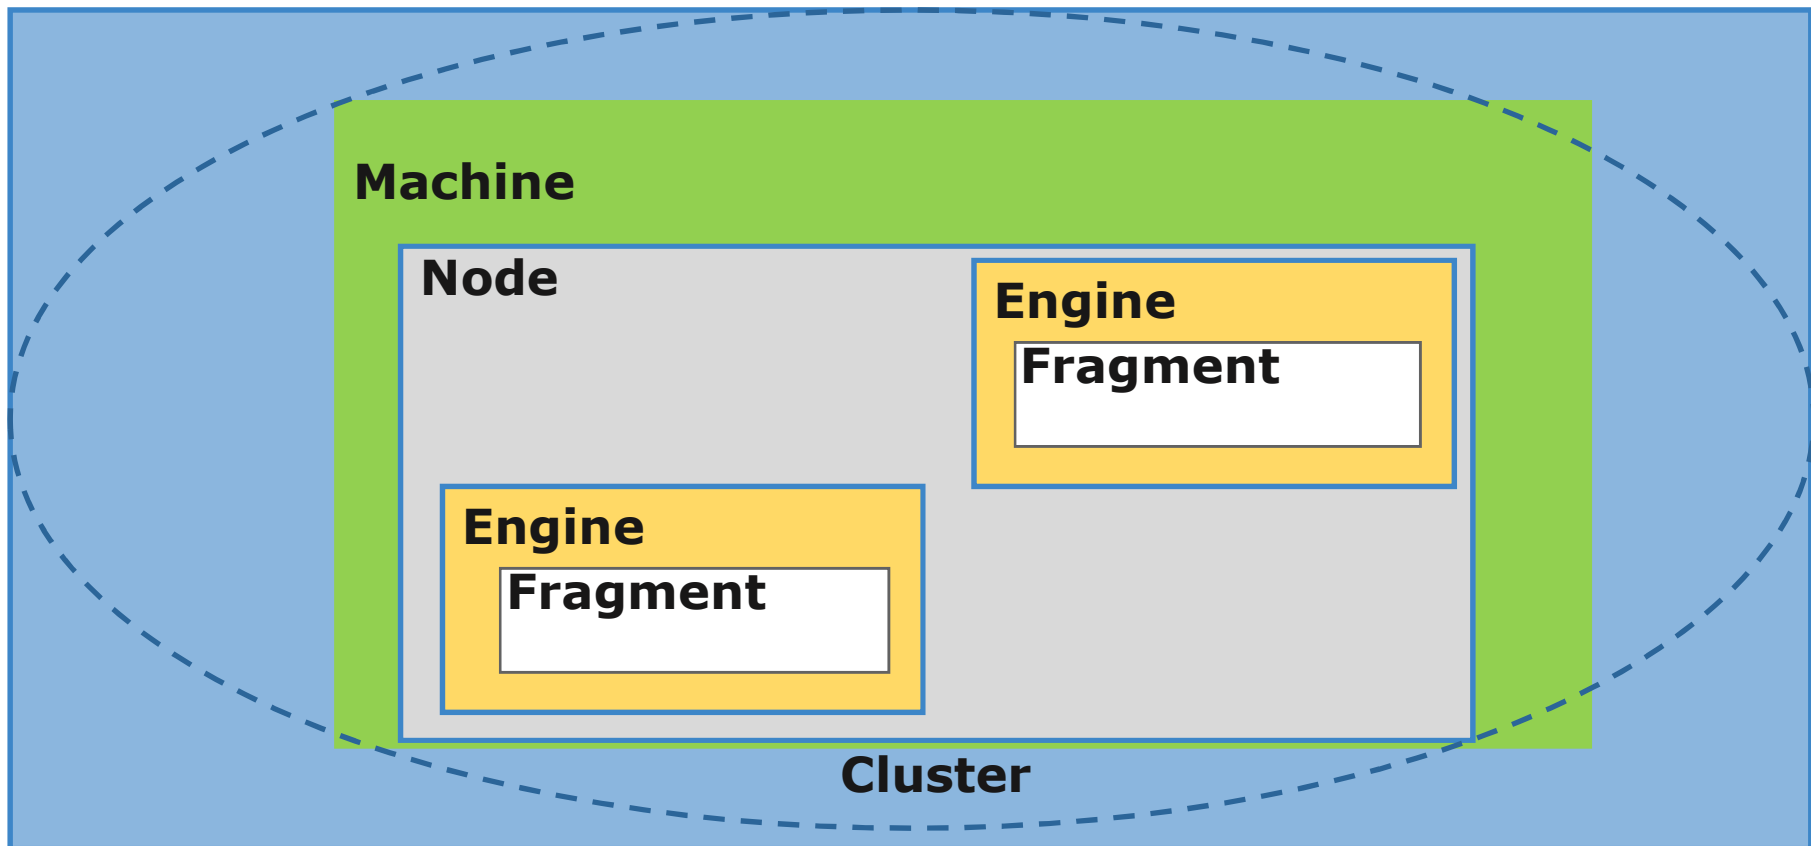 Machine
Node
Engine
Fragment
Engine
Fragment
Cluster